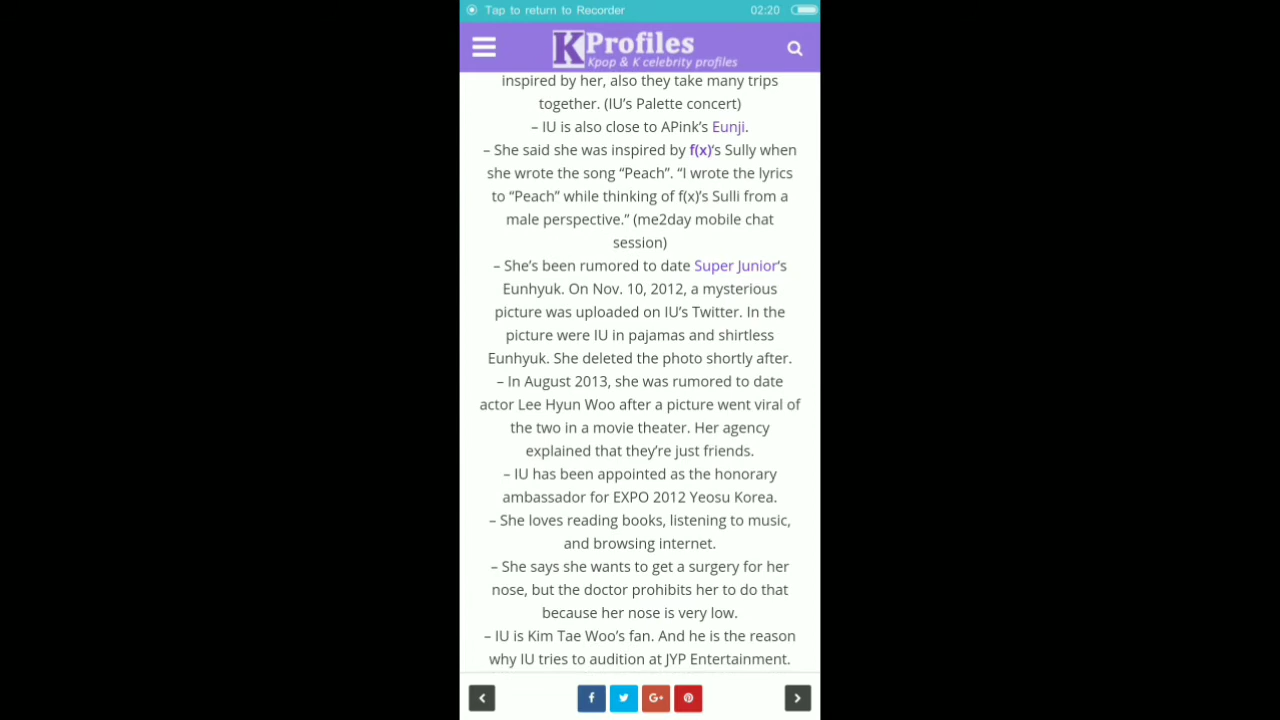 Tap to return to Recorder 02:20
KProfiles
Kpop & K celebrity profiles
inspired by her, also they take many trips
together. (IU’s Palette concert)
– IU is also close to APink’s Eunji.
– She said she was inspired by f(x)‘s Sully when
she wrote the song “Peach”. “I wrote the lyrics
to “Peach” while thinking of f(x)’s Sulli from a
male perspective.” (me2day mobile chat
session)
– She’s been rumored to date Super Junior‘s
Eunhyuk. On Nov. 10, 2012, a mysterious
picture was uploaded on IU’s Twitter. In the
picture were IU in pajamas and shirtless
Eunhyuk. She deleted the photo shortly after.
– In August 2013, she was rumored to date
actor Lee Hyun Woo after a picture went viral of
the two in a movie theater. Her agency
explained that they’re just friends.
– IU has been appointed as the honorary
ambassador for EXPO 2012 Yeosu Korea.
– She loves reading books, listening to music,
and browsing internet.
– She says she wants to get a surgery for her
nose, but the doctor prohibits her to do that
because her nose is very low.
– IU is Kim Tae Woo’s fan. And he is the reason
why IU tries to audition at JYP Entertainment.